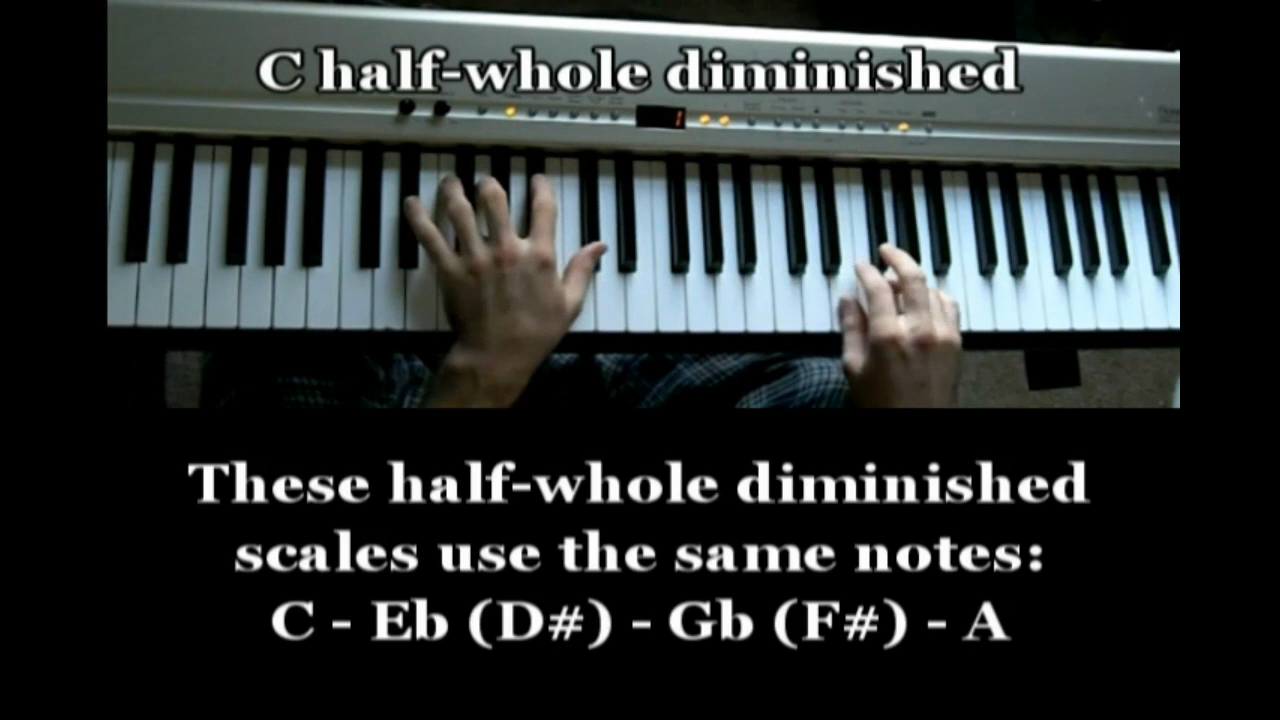 C half-whole diminished
These half-whole diminished
scales use the same notes:
C - Eb (D#) - Gb (F#) - A